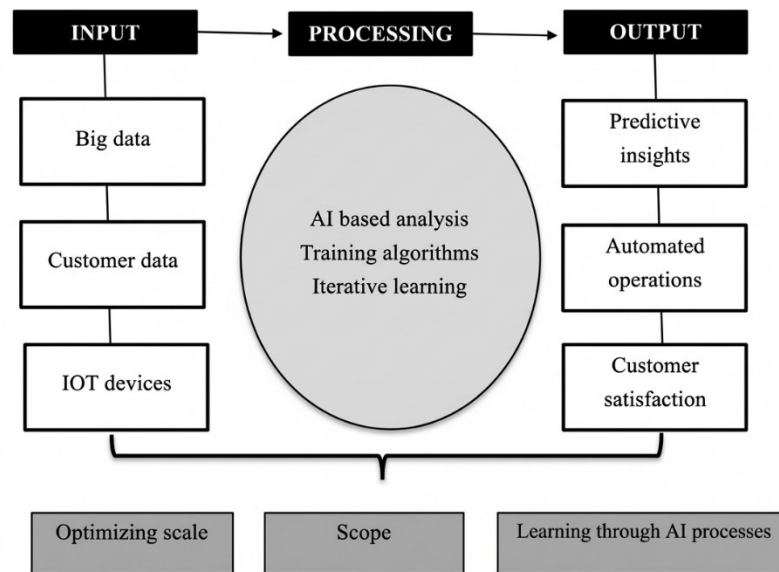 INPUT
PROCESSING
OUTPUT
Big data
Customer data
IOT devices
AI based analysis
Training algorithms
Iterative learning
Predictive
insights
Automated
operations
Customer
satisfaction
Optimizing scale
Scope
Learning through AI processes